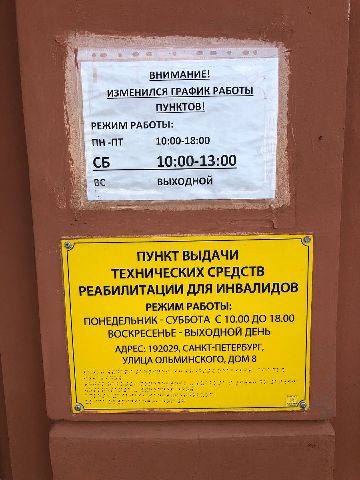 ВНИМАНИЕ!
ИЗМЕНИЛСЯ ГРАФИК РАБОТЫ
ПУНКТОВ!
РЕЖИМ РАБОТЫ:
ПН -ПТ 10:00-18:00
СБ 10:00-13:00
ВС ВЫХОДНОЙ
ПУНКТ ВЫДАЧИ
ТЕХНИЧЕСКИХ СРЕДСТВ
РЕАБИЛИТАЦИИ ДЛЯ ИНВАЛИДОВ
РЕЖИМ РАБОТЫ:
ПОНЕДЕЛЬНИК - СУББОТА С 10.00 ДО 18.00
ВОСКРЕСЕНЬЕ - ВЫХОДНОЙ ДЕНЬ
АДРЕС: 192029, САНКТ-ПЕТЕРБУРГ,
УЛИЦА ОЛЬМИНСКОГО, ДОМ 8